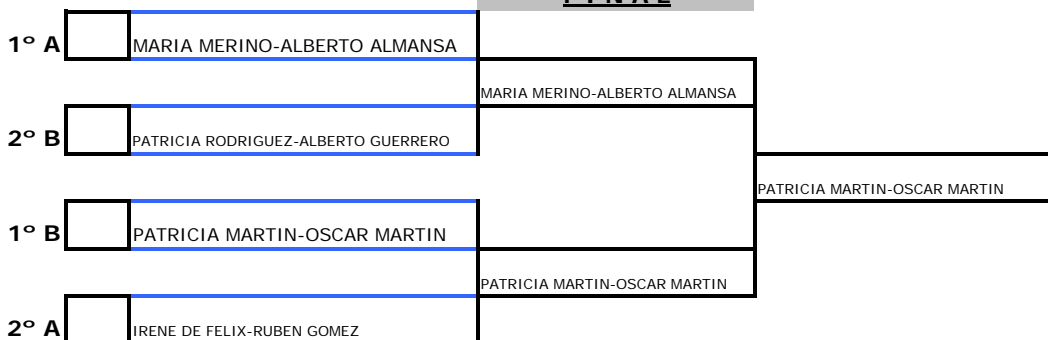 FINAL
1º A MARIA MERINO-ALBERTO ALMANSA
MARIA MERINO-ALBERTO ALMANSA
2º B PATRICIA RODRIGUEZ-ALBERTO GUERRERO
PATRICIA MARTIN-OSCAR MARTIN
1º B PATRICIA MARTIN-OSCAR MARTIN
PATRICIA MARTIN-OSCAR MARTIN
2º A IRENE DE FELIX-RUBEN GOMEZ